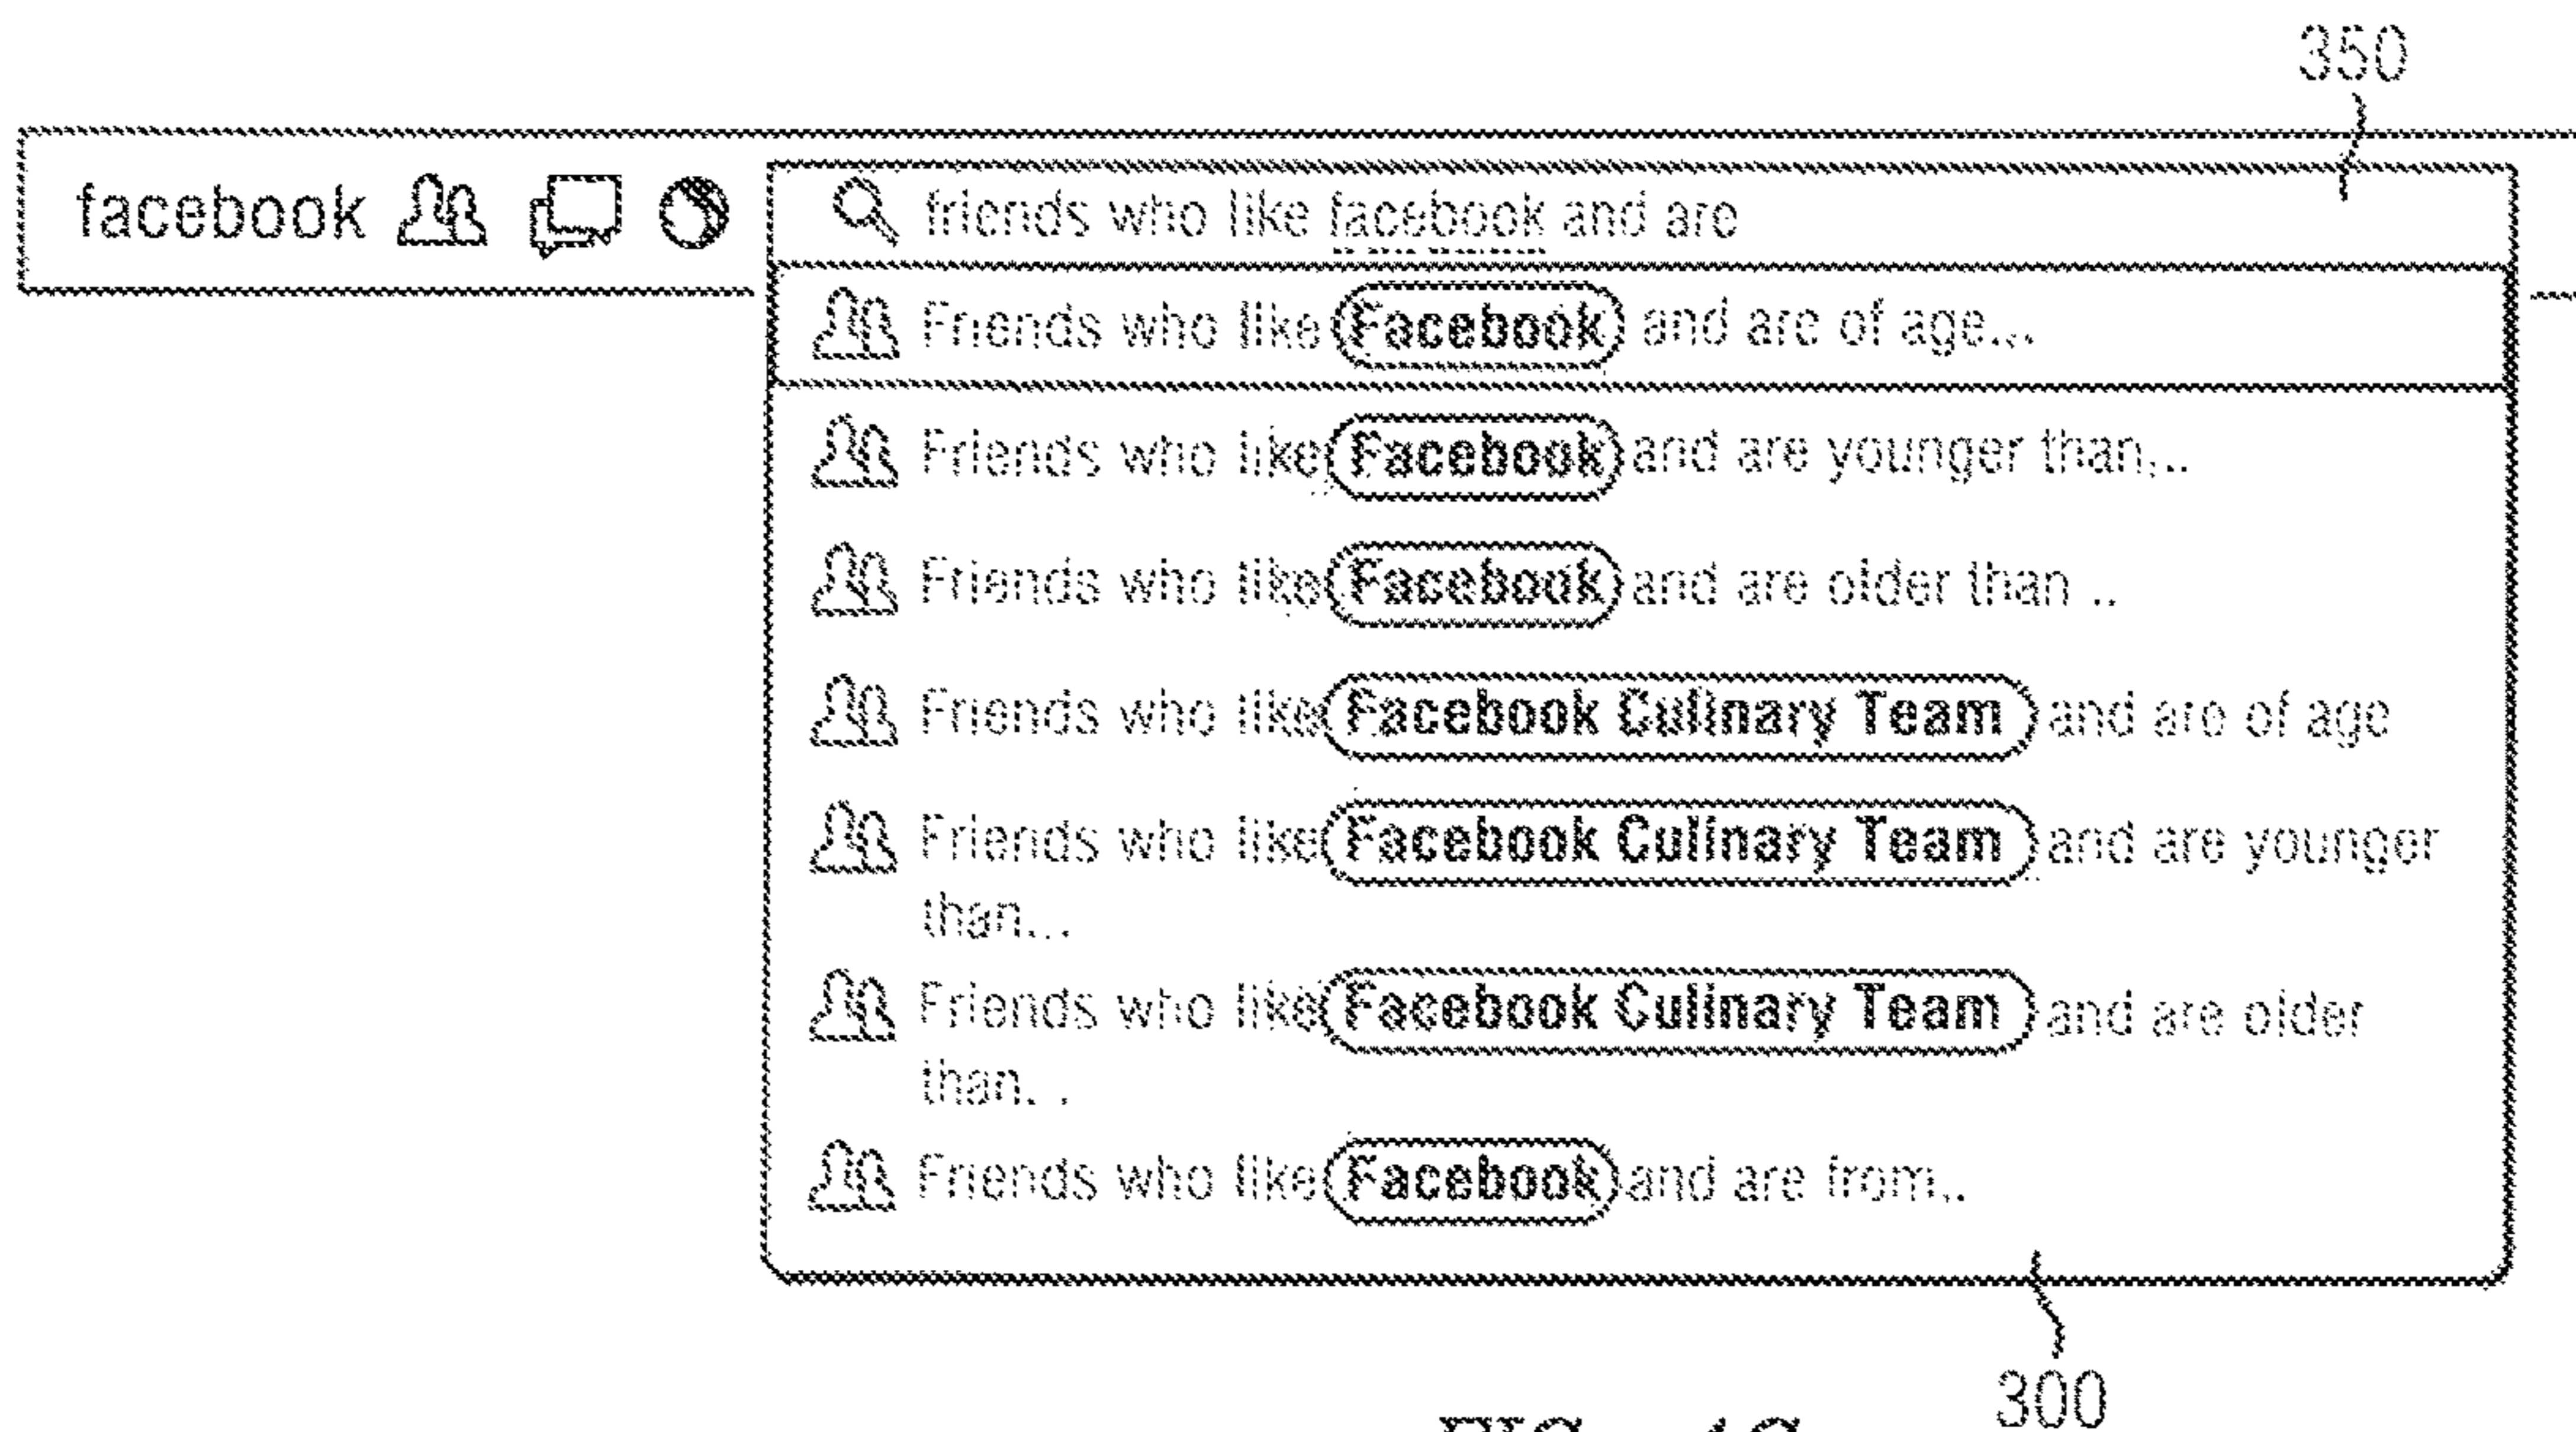 350
facebook friends who like facebook and are
Friends who like Facebook and are of age...
Friends who like Facebook and are younger than...
Friends who like Facebook and are older than ..
Friends who like Facebook Culinary Team and are of age
Friends who like Facebook Culinary Team and are younger
than...
Friends who like Facebook Culinary Team and are older
than. .
Friends who like Facebook and are from..
300